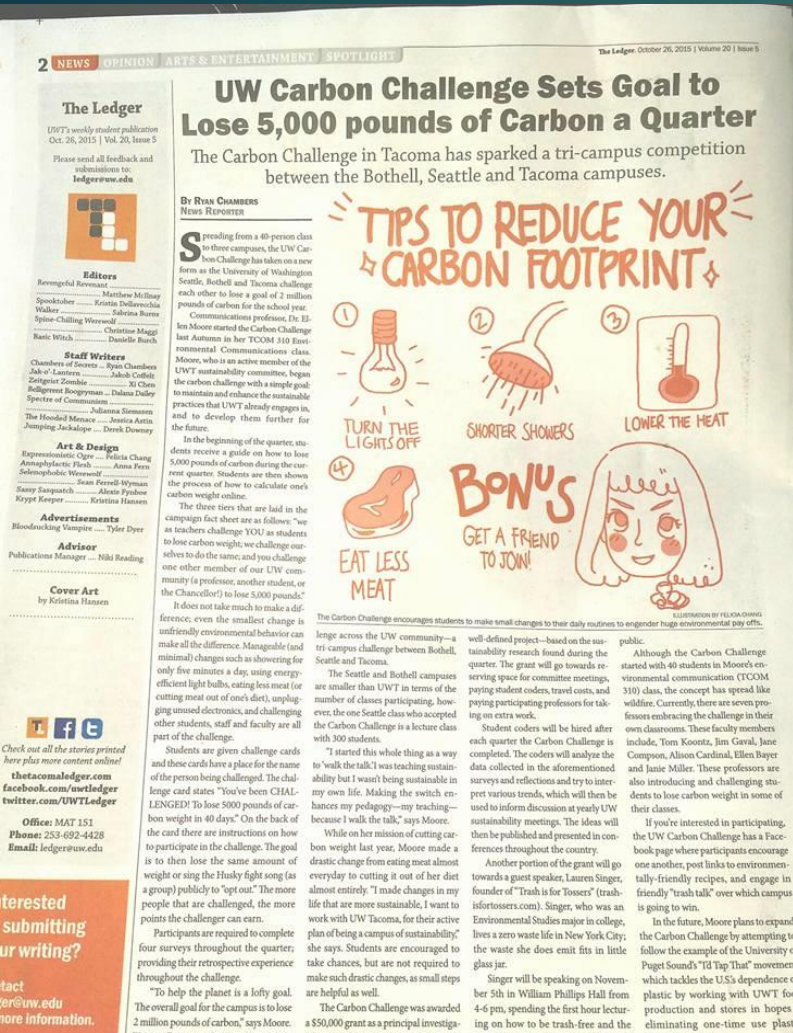 2 NEWS OPINION ARTS & ENTERTAINMENT SPOTLIGHT
The Ledger. October 26, 2015 | Volume 20 | Issue 5
The Ledger
UWT's weekly student publication
Oct. 26, 2015 | Vol. 20, Issue 5
Please send all feedback and
submissions to:
ledger@uw.edu
Editors
Revengeful Revenant
Matthew McIlnay
Spooktober Kristin Dellavecchia
Walker Sabrina Burns
Spine-Chilling Werewolf
Christine Maggi
Basic Witch Danielle Burch
Staff Writers
Chambers of Secrets Ryan Chambers
Jak-o'-Lantern Jakob Coffelt
Zeitgeist Zombie Xi Chen
Belligerent Boogeyman Dalana Dailey
Spectre of Communism
Julianna Siemssen
The Hooded Menace Jessica Astin
Jumping Jackalope Derek Downey
Art & Design
Expressionistic Ogre Felicia Chang
Annaphylactic Flesh Anna Fern
Selenophobic Werewolf
Sean Ferrell-Wyman
Sassy Sasquatch Alexis Fynboe
Krypt Keeper Kristina Hansen
Advertisements
Bloodsucking Vampire Tyler Dyer
Advisor
Publications Manager Niki Reading
Cover Art
by Kristina Hansen
Check out all the stories printed
here plus more content online!
thetacomaledger.com
facebook.com/uwtledger
twitter.com/UWTLedger
Office: MAT 151
Phone: 253-692-4428
Email: ledger@uw.edu
submitting
writing?
more information.
UW Carbon Challenge Sets Goal to
Lose 5,000 pounds of Carbon a Quarter
The Carbon Challenge in Tacoma has sparked a tri-campus competition
between the Bothell, Seattle and Tacoma campuses.
BY RYAN CHAMBERS
NEWS REPORTER
Spreading from a 40-person class
to three campuses, the UW Car-
bon Challenge has taken on a new
form as the University of Washington
Seattle, Bothell and Tacoma challenge
each other to lose a goal of 2 million
pounds of carbon for the school year.
Communications professor, Dr. El-
len Moore started the Carbon Challenge
last Autumn in her TCOM 310 Envi-
ronmental Communications class.
Moore, who is an active member of the
UWT sustainability committee, began
the carbon challenge with a simple goal:
to maintain and enhance the sustainable
practices that UWT already engages in,
and to develop them further for
the future.
In the beginning of the quarter, stu-
dents receive a guide on how to lose
5,000 pounds of carbon during the cur-
rent quarter. Students are then shown
the process of how to calculate one's
carbon weight online.
The three tiers that are laid in the
campaign fact sheet are as follows: "we
as teachers challenge YOU as students
to lose carbon weight; we challenge our-
selves to do the same; and you challenge
one other member of our UW com-
munity (a professor, another student, or
the Chancellor!) to lose 5,000 pounds."
It does not take much to make a dif-
ference; even the smallest change is
unfriendly environmental behavior can
make all the difference. Manageable (and
minimal) changes such as showering for
only five minutes a day, using energy-
efficient light bulbs, eating less meat (or
cutting meat out of one's diet), unplug-
ging unused electronics, and challenging
other students, staff and faculty are all
part of the challenge.
Students are given challenge cards
and these cards have a place for the name
of the person being challenged. The chal-
lenge card states "You've been CHAL-
LENGED! To lose 5000 pounds of car-
bon weight in 40 days." On the back of
the card there are instructions on how
to participate in the challenge. The goal
is to then lose the same amount of
weight or sing the Husky fight song (as
a group) publicly to "opt out." The more
people that are challenged, the more
points the challenger can earn.
Participants are required to complete
four surveys throughout the quarter;
providing their retrospective experience
throughout the challenge.
"To help the planet is a lofty goal.
The overall goal for the campus is to lose
2 million pounds of carbon," says Moore.
TIPS TO REDUCE YOUR
CARBON FOOTPRINT
1
TURN THE
LIGHTS OFF
2
SHORTER SHOWERS
3
LOWER THE HEAT
4
EAT LESS
MEAT
BONUS
GET A FRIEND
TO JOIN!
ILLUSTRATION BY FELICIA CHANG
The Carbon Challenge encourages students to make small changes to their daily routines to engender huge environmental pay offs.
lenge across the UW community—a
tri-campus challenge between Bothell,
Seattle and Tacoma.
The Seattle and Bothell campuses
are smaller than UWT in terms of the
number of classes participating, how-
ever, the one Seattle class who accepted
the Carbon Challenge is a lecture class
with 300 students.
"I started this whole thing as a way
to 'walk the talk.' I was teaching sustain-
ability but I wasn't being sustainable in
my own life. Making the switch en-
hances my pedagogy—my teaching—
because I walk the talk," says Moore.
While on her mission of cutting car-
bon weight last year, Moore made a
drastic change from eating meat almost
everyday to cutting it out of her diet
almost entirely. "I made changes in my
life that are more sustainable, I want to
work with UW Tacoma, for their active
plan of being a campus of sustainability,"
she says. Students are encouraged to
take chances, but are not required to
make such drastic changes, as small steps
are helpful as well.
The Carbon Challenge was awarded
a $50,000 grant as a principal investiga-
well-defined project—based on the sus-
tainability research found during the
quarter. The grant will go towards re-
serving space for committee meetings,
paying student coders, travel costs, and
paying participating professors for tak-
ing on extra work.
Student coders will be hired after
each quarter the Carbon Challenge is
completed. The coders will analyze the
data collected in the aforementioned
surveys and reflections and try to inter-
pret various trends, which will then be
used to inform discussion at yearly UW
sustainability meetings. The ideas will
then be published and presented in con-
ferences throughout the country.
Another portion of the grant will go
towards a guest speaker, Lauren Singer,
founder of "Trash is for Tossers" (trash-
isfortossers.com). Singer, who was an
Environmental Studies major in college,
lives a zero waste life in New York City;
the waste she does emit fits in little
glass jar.
Singer will be speaking on Novem-
ber 5th in William Phillips Hall from
4-6 pm, spending the first hour lectur-
ing on how to be trash-free and the
public.
Although the Carbon Challenge
started with 40 students in Moore's en-
vironmental communication (TCOM
310) class, the concept has spread like
wildfire. Currently, there are seven pro-
fessors embracing the challenge in their
own classrooms. These faculty members
include, Tom Koontz, Jim Gaval, Jane
Compson, Alison Cardinal, Ellen Bayer
and Janie Miller. These professors are
also introducing and challenging stu-
dents to lose carbon weight in some of
their classes.
If you're interested in participating,
the UW Carbon Challenge has a Face-
book page where participants encourage
one another, post links to environmen-
tally-friendly recipes, and engage in
friendly "trash talk" over which campus
is going to win.
In the future, Moore plans to expand
the Carbon Challenge by attempting to
follow the example of the University
Puget Sound's "I'd Tap That" movement
which tackles the U.S.'s dependence
plastic by working with UWT
production and stores in hopes
eliminating one-time use